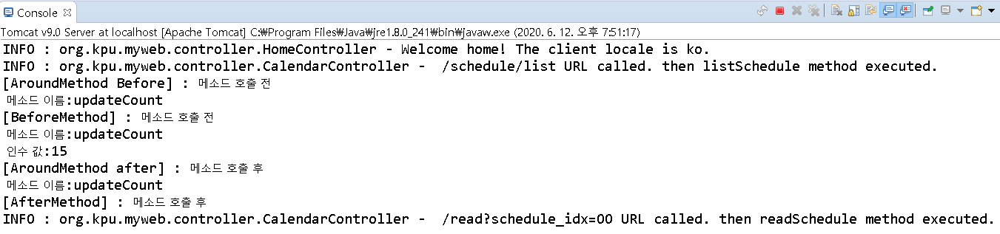 Console
Tomcat v9.0 Server at localhost [Apache Tomcat] C:₩Program Files₩Java₩jre1.8.0_241₩bin₩javaw.exe (2020. 6. 12. 오후 7:51:17)
INFO : org.kpu.myweb.controller.HomeController - Welcome home! The client locale is ko.
INFO : org.kpu.myweb.controller.CalendarController -  /schedule/list URL called. then listSchedule method executed.
[AroundMethod Before] : 메소드 호출 전
메소드 이름:updateCount
[BeforeMethod] : 메소드 호출 전
메소드 이름:updateCount
인수 값:15
[AroundMethod after] : 메소드 호출 후
메소드 이름:updateCount
[AfterMethod] : 메소드 호출 후
INFO : org.kpu.myweb.controller.CalendarController -  /read?schedule_idx=OO URL called. then readSchedule method executed.